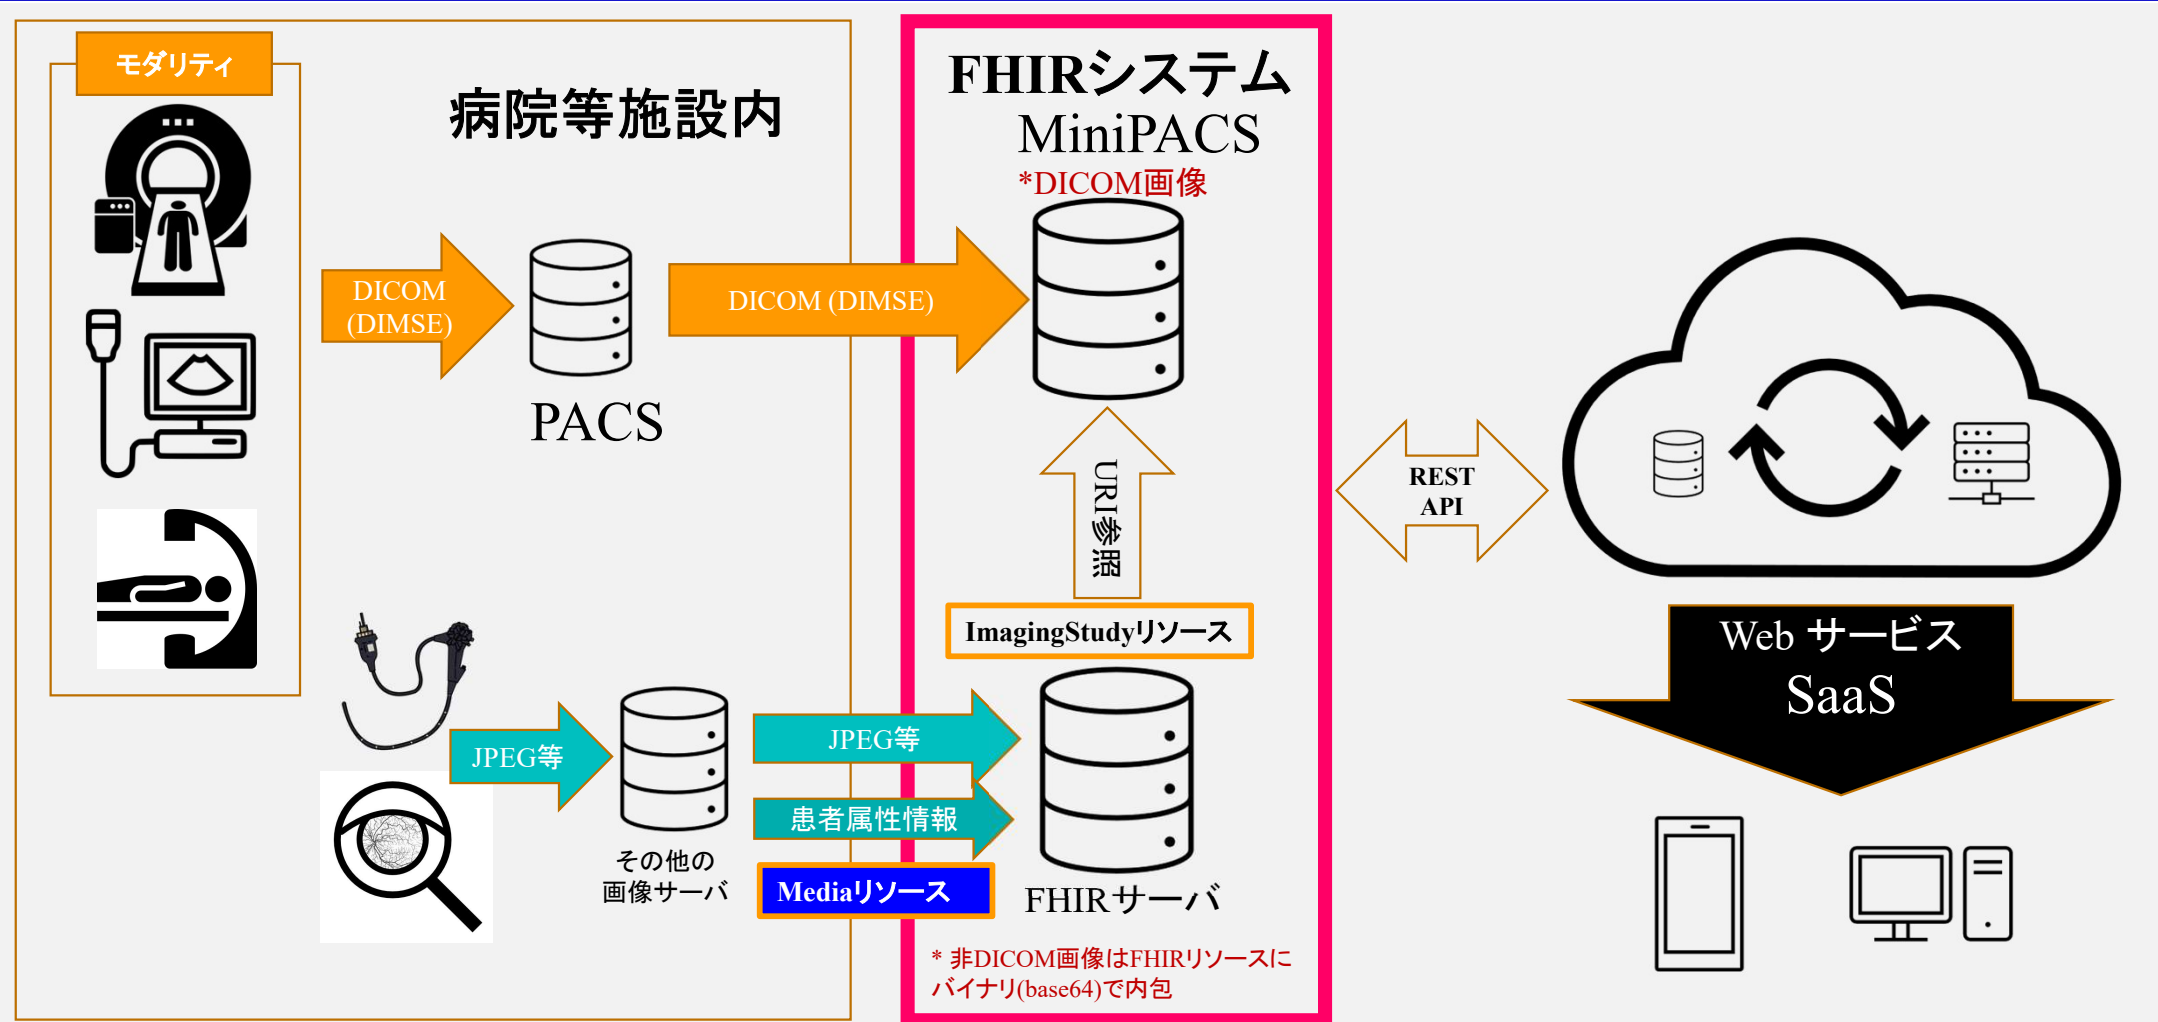 モダリティ
病院等施設内
FHIRシステム
MiniPACS
*DICOM画像
DICOM
(DIMSE)
PACS
DICOM (DIMSE)
URI参照
REST
API
ImagingStudyリソース
Web サービス
SaaS
JPEG等
JPEG等
患者属性情報
その他の
画像サーバ
Mediaリソース
FHIRサーバ
* 非DICOM画像はFHIRリソースに
バイナリ(base64)で内包